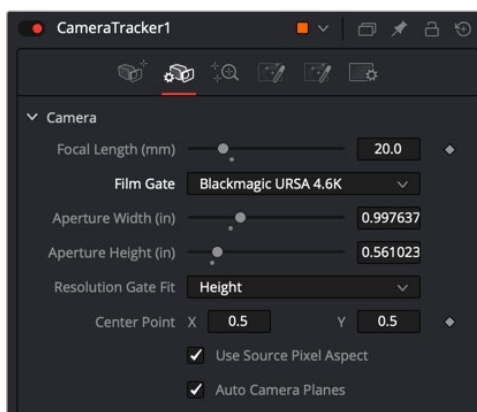 CameraTracker1
Camera
Focal Length (mm) 20.0
Film Gate Blackmagic URSA 4.6K
Aperture Width (in) 0.997637
Aperture Height (in) 0.561023
Resolution Gate Fit Height
Center Point X 0.5 Y 0.5
Use Source Pixel Aspect
Auto Camera Planes